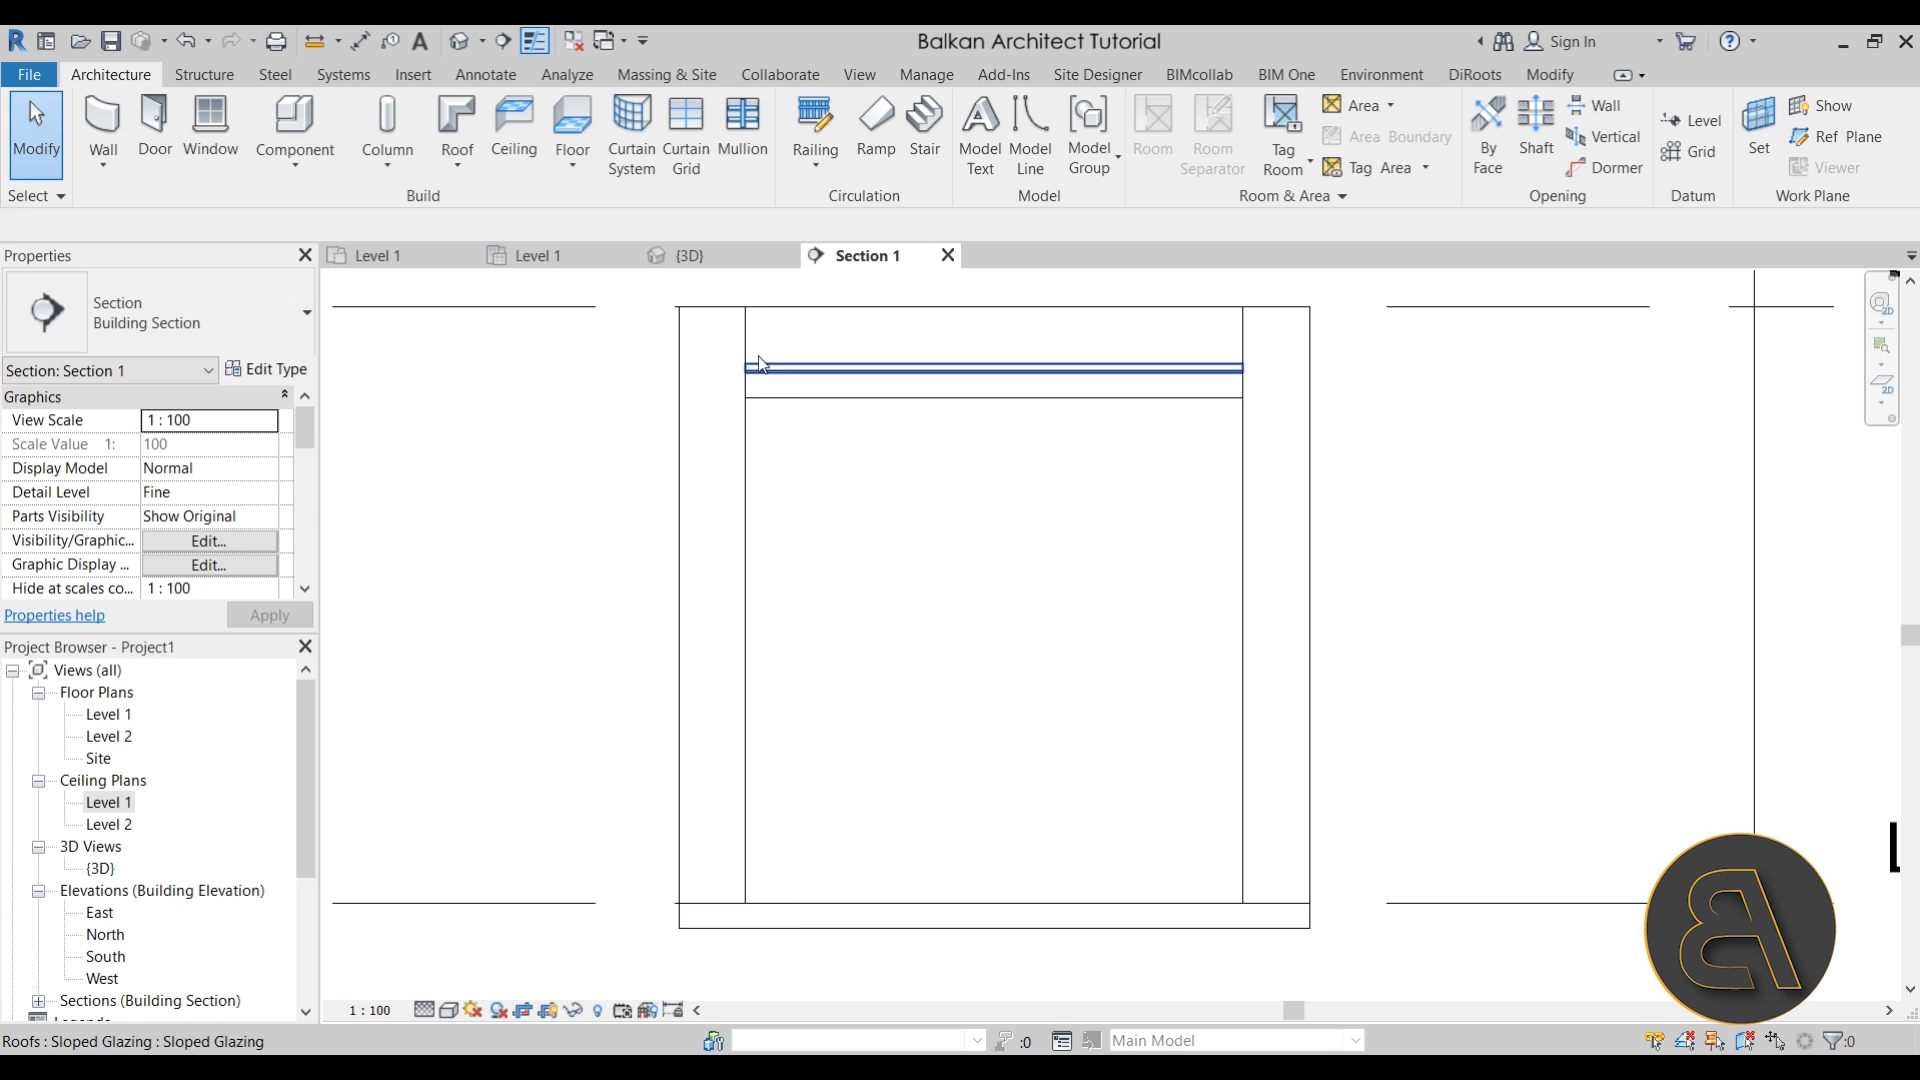 Balkan Architect Tutorial
Sign In
File Architecture Structure Steel Systems Insert Annotate Analyze Massing & Site Collaborate View Manage Add-Ins Site Designer BIMcollab BIM One Environment DiRoots Modify
Modify
Wall
Door
Window
Component
Column
Roof
Ceiling
Floor
Curtain
System
Curtain
Grid
Mullion
Railing
Ramp
Stair
Model
Text
Model
Line
Model
Group
Room
Room
Separator
Tag
Room
Area
Area Boundary
Tag Area
By
Face
Shaft
Wall
Vertical
Dormer
Level
Grid
Set
Show
Ref Plane
Viewer
Select Build Circulation Model Room & Area Opening Datum Work Plane
Properties
Level 1 Level 1 {3D} Section 1
Section
Building Section
Section: Section 1 Edit Type
Graphics
View Scale 1 : 100
Scale Value 1: 100
Display Model Normal
Detail Level Fine
Parts Visibility Show Original
Visibility/Graphic... Edit...
Graphic Display ... Edit...
Hide at scales co... 1 : 100
Properties help Apply
Project Browser - Project1
Views (all)
Floor Plans
Level 1
Level 2
Site
Ceiling Plans
Level 1
Level 2
3D Views
{3D}
Elevations (Building Elevation)
East
North
South
West
Sections (Building Section)
2D
2D
1 : 100
Roofs : Sloped Glazing : Sloped Glazing
:0
Main Model
:0